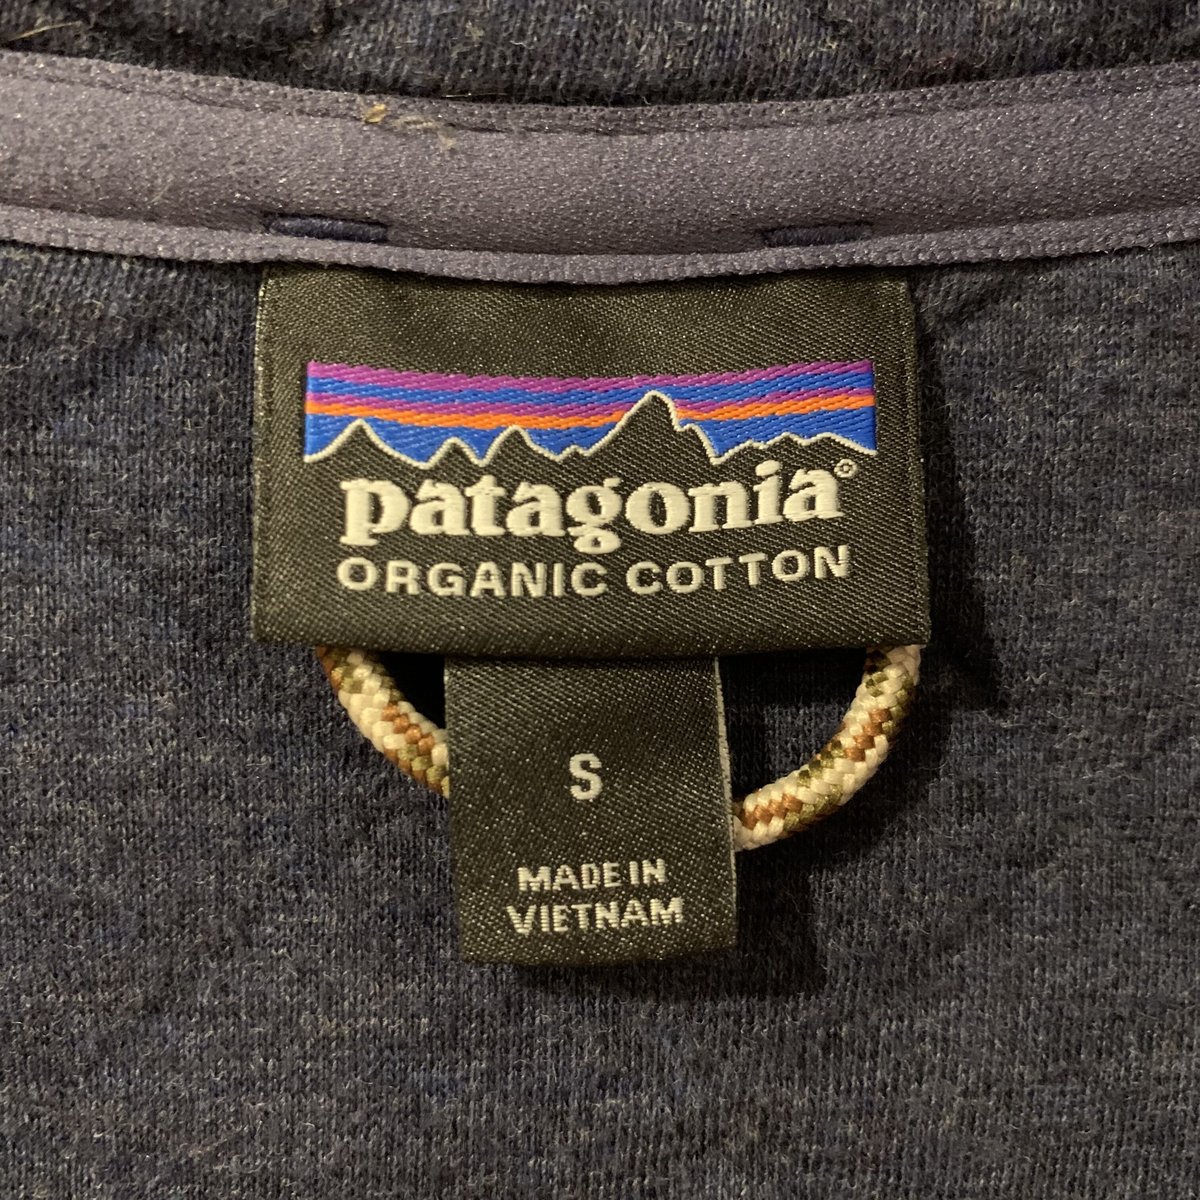 patagonia®
ORGANIC COTTON
S
MADE IN
VIETNAM